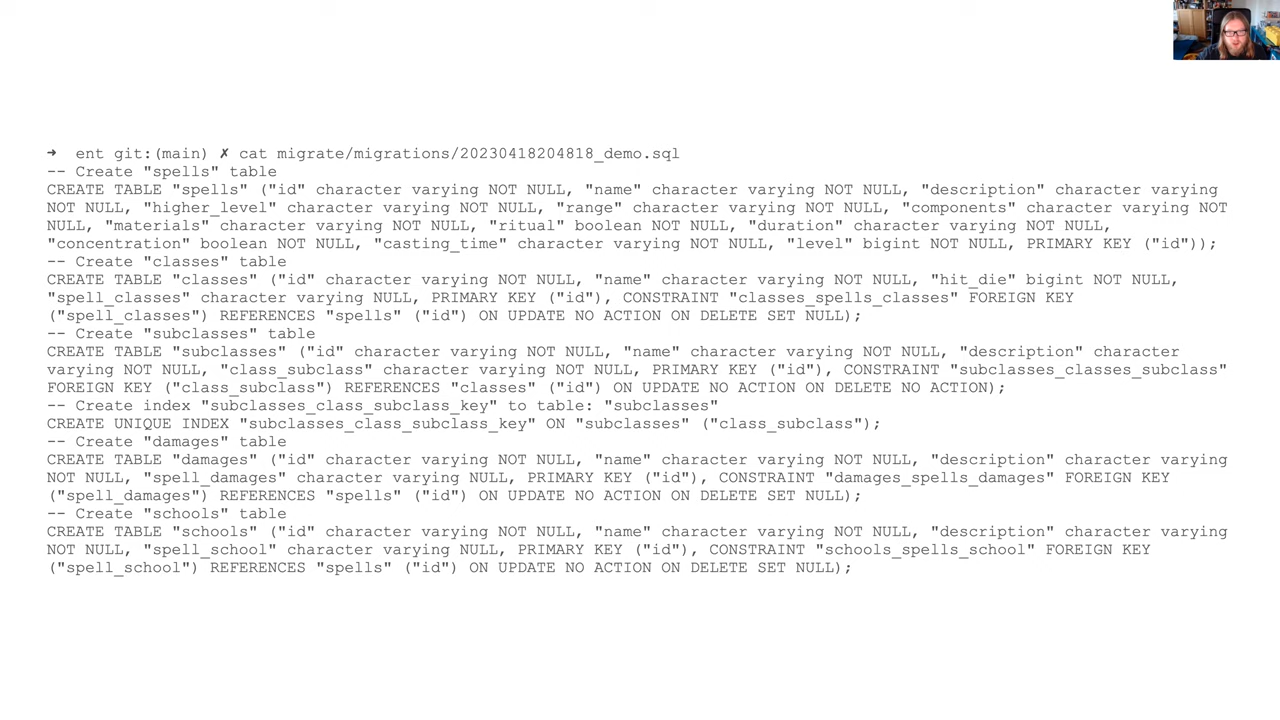 ➜  ent git:(main) ✗ cat migrate/migrations/20230418204818_demo.sql
-- Create "spells" table
CREATE TABLE "spells" ("id" character varying NOT NULL, "name" character varying NOT NULL, "description" character varying
NOT NULL, "higher_level" character varying NOT NULL, "range" character varying NOT NULL, "components" character varying NOT
NULL, "materials" character varying NOT NULL, "ritual" boolean NOT NULL, "duration" character varying NOT NULL,
"concentration" boolean NOT NULL, "casting_time" character varying NOT NULL, "level" bigint NOT NULL, PRIMARY KEY ("id"));
-- Create "classes" table
CREATE TABLE "classes" ("id" character varying NOT NULL, "name" character varying NOT NULL, "hit_die" bigint NOT NULL,
"spell_classes" character varying NULL, PRIMARY KEY ("id"), CONSTRAINT "classes_spells_classes" FOREIGN KEY
("spell_classes") REFERENCES "spells" ("id") ON UPDATE NO ACTION ON DELETE SET NULL);
-- Create "subclasses" table
CREATE TABLE "subclasses" ("id" character varying NOT NULL, "name" character varying NOT NULL, "description" character
varying NOT NULL, "class_subclass" character varying NOT NULL, PRIMARY KEY ("id"), CONSTRAINT "subclasses_classes_subclass"
FOREIGN KEY ("class_subclass") REFERENCES "classes" ("id") ON UPDATE NO ACTION ON DELETE NO ACTION);
-- Create index "subclasses_class_subclass_key" to table: "subclasses"
CREATE UNIQUE INDEX "subclasses_class_subclass_key" ON "subclasses" ("class_subclass");
-- Create "damages" table
CREATE TABLE "damages" ("id" character varying NOT NULL, "name" character varying NOT NULL, "description" character varying
NOT NULL, "spell_damages" character varying NULL, PRIMARY KEY ("id"), CONSTRAINT "damages_spells_damages" FOREIGN KEY
("spell_damages") REFERENCES "spells" ("id") ON UPDATE NO ACTION ON DELETE SET NULL);
-- Create "schools" table
CREATE TABLE "schools" ("id" character varying NOT NULL, "name" character varying NOT NULL, "description" character varying
NOT NULL, "spell_school" character varying NULL, PRIMARY KEY ("id"), CONSTRAINT "schools_spells_school" FOREIGN KEY
("spell_school") REFERENCES "spells" ("id") ON UPDATE NO ACTION ON DELETE SET NULL);